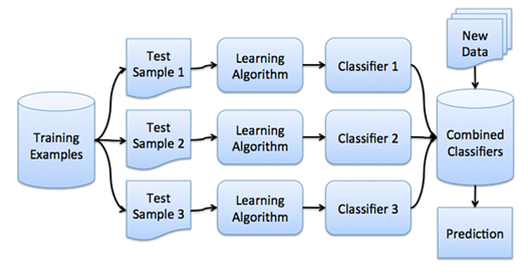 Training
Examples
Test
Sample 1
Learning
Algorithm
Classifier 1
Test
Sample 2
Learning
Algorithm
Classifier 2
Test
Sample 3
Learning
Algorithm
Classifier 3
New
Data
Combined
Classifiers
Prediction